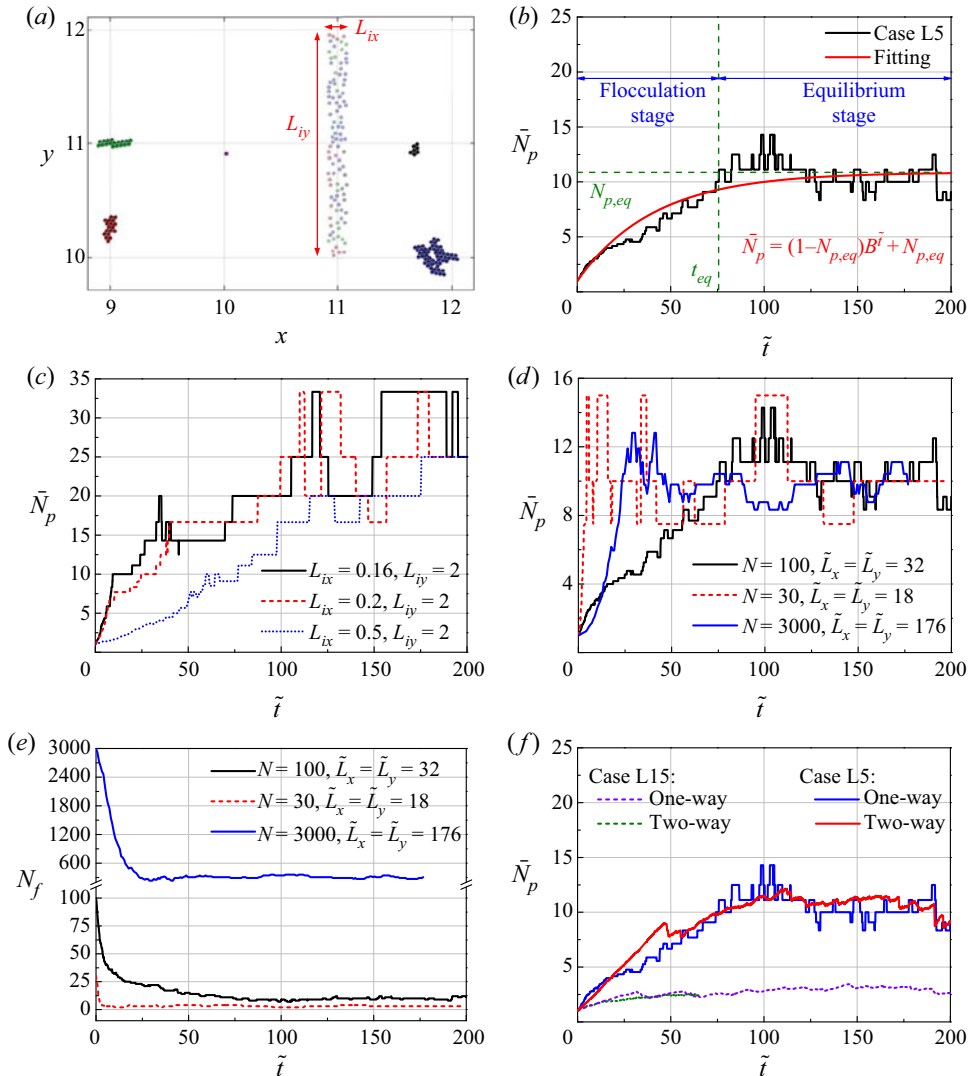 (a)
12
11
10
y
9
10
11
12
x
L_ix
L_iy
(b)
25
20
15
10
5
N̄_p
0
50
100
150
200
t̃
Case L5
Fitting
Flocculation
stage
Equilibrium
stage
N_p,eq
t_eq
N̄_p = (1–N_p,eq)B^t̃ + N_p,eq
(c)
35
30
25
20
15
10
5
N̄_p
0
50
100
150
200
t̃
L_ix = 0.16, L_iy = 2
L_ix = 0.2, L_iy = 2
L_ix = 0.5, L_iy = 2
(d)
16
12
8
4
N̄_p
0
50
100
150
200
t̃
N = 100, L̃_x = L̃_y = 32
N = 30, L̃_x = L̃_y = 18
N = 3000, L̃_x = L̃_y = 176
(e)
3000
2400
1800
1200
600
100
75
50
25
0
N_f
0
50
100
150
200
t̃
N = 100, L̃_x = L̃_y = 32
N = 30, L̃_x = L̃_y = 18
N = 3000, L̃_x = L̃_y = 176
(f)
25
20
15
10
5
N̄_p
0
50
100
150
200
t̃
Case L15:
One-way
Two-way
Case L5:
One-way
Two-way